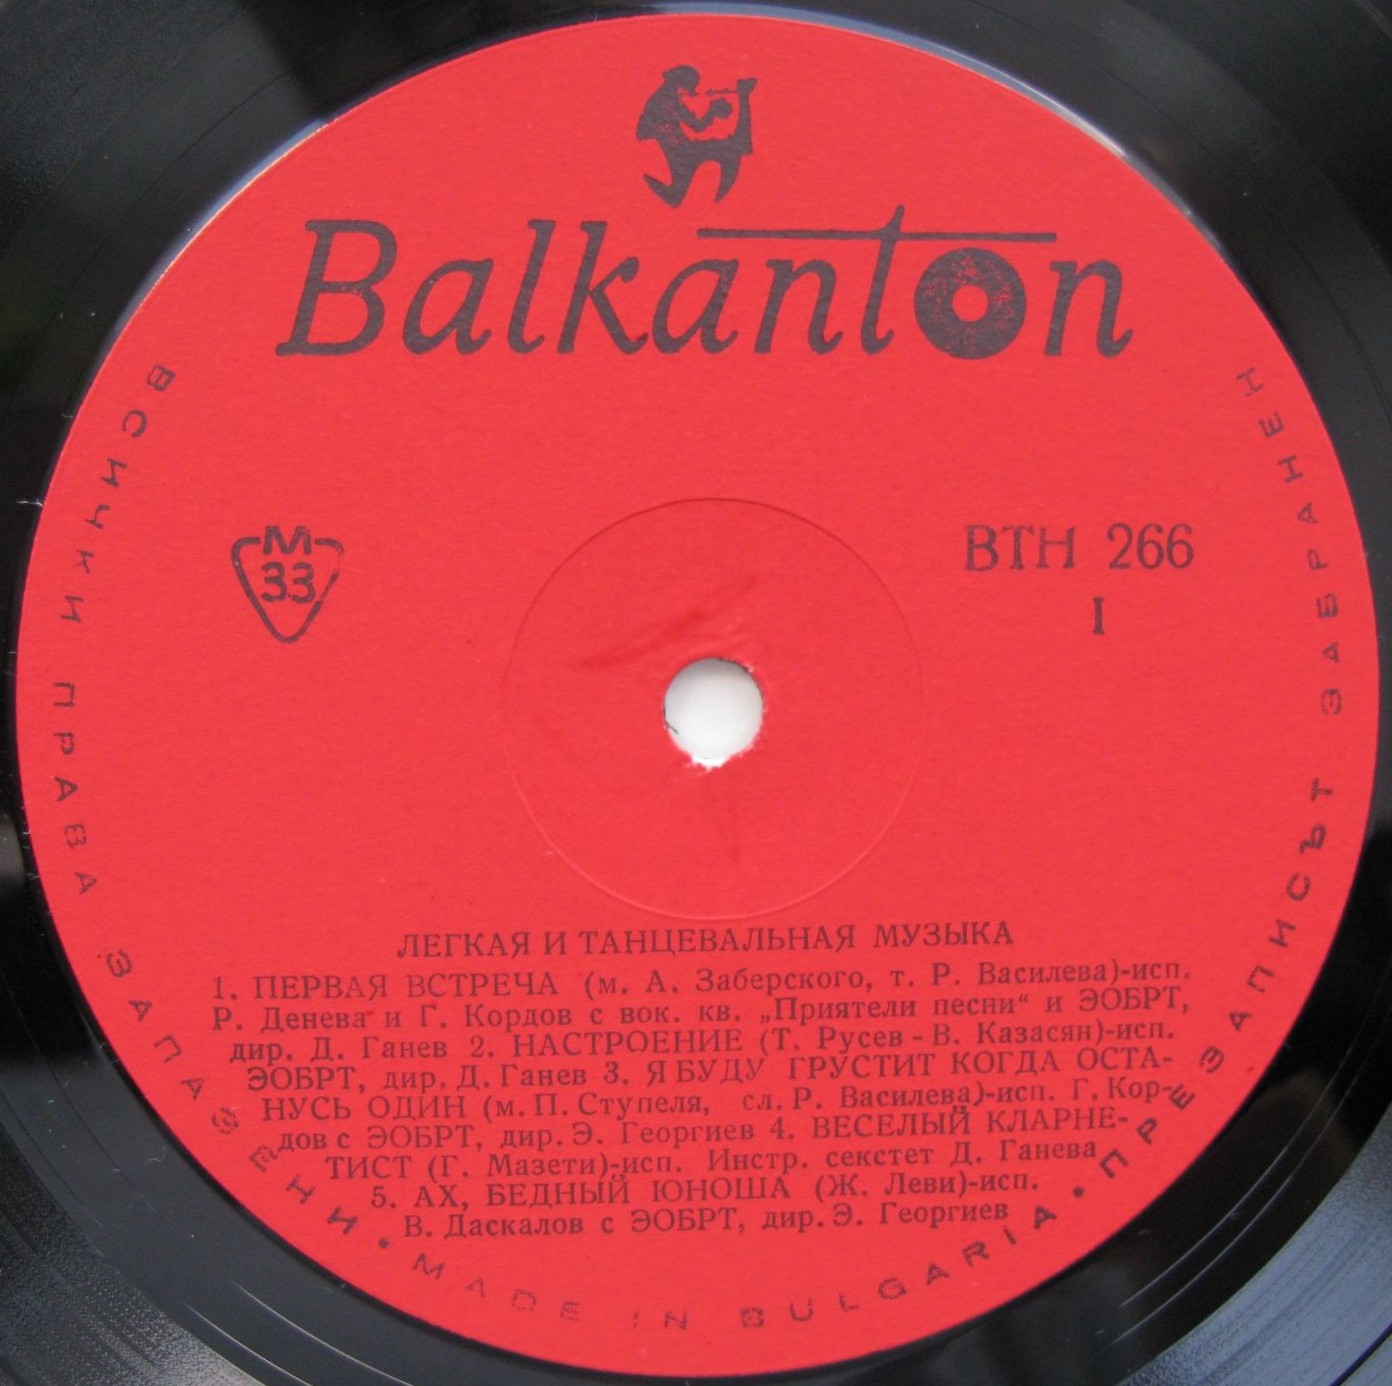 Balkanton
М
33
ВТН 266
I
ЛЕГКАЯ И ТАНЦЕВАЛЬНАЯ МУЗЫКА
1. ПЕРВАЯ ВСТРЕЧА (м. А. Заберского, т. Р. Василева)-исп.
Р. Денева и Г. Кордов с вок. кв. „Приятели песни“ и ЭОБРТ,
дир. Д. Ганев 2. НАСТРОЕНИЕ (Т. Русев - В. Казасян)-исп.
ЭОБРТ, дир. Д. Ганев 3. Я БУДУ ГРУСТИТ КОГДА ОСТА-
НУСЬ ОДИН (м. П. Ступеля, сл. Р. Василева)-исп. Г. Кор-
дов с ЭОБРТ, дир. Э. Георгиев 4. ВЕСЕЛЫЙ КЛАРНЕ-
ТИСТ (Г. Мазети)-исп. Инстр. секстет Д. Ганева
5. АХ, БЕДНЫЙ ЮНОША (Ж. Леви)-исп.
В. Даскалов с ЭОБРТ, дир. Э. Георгиев
ВСИЧКИ ПРАВА ЗАПАЗЕНИ • MADE IN BULGARIA • ПРЕЗАПИСЪТ ЗАБРАНЕН